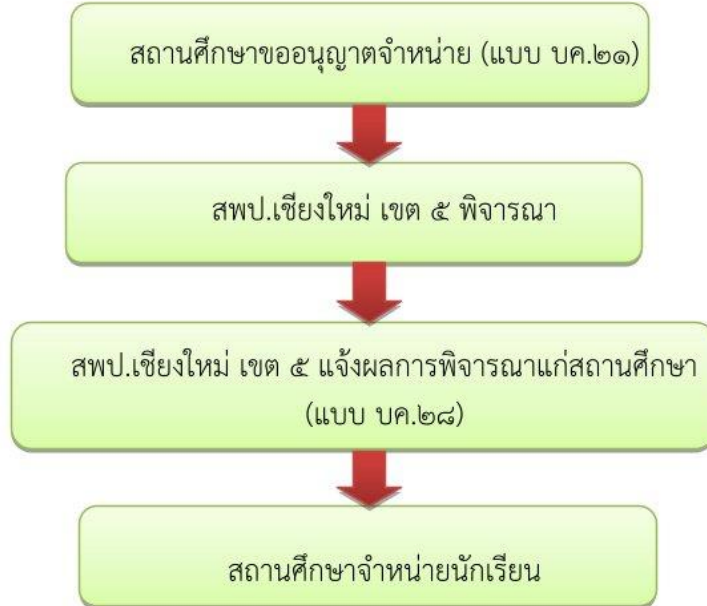 สถานศึกษาขออนุญาตจำหน่าย (แบบ บค.๒๑)
สพป.เชียงใหม่ เขต ๕ พิจารณา
สพป.เชียงใหม่ เขต ๕ แจ้งผลการพิจารณาแก่สถานศึกษา
(แบบ บค.๒๘)
สถานศึกษาจำหน่ายนักเรียน